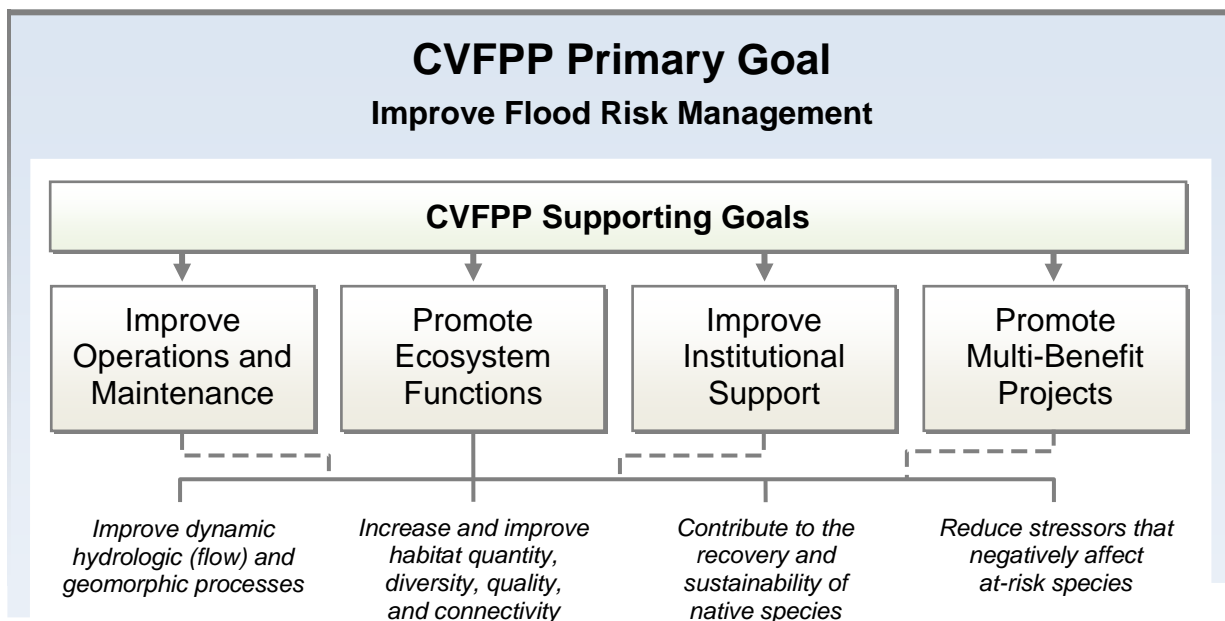 CVFPP Primary Goal
Improve Flood Risk Management
CVFPP Supporting Goals
Improve
Operations and
Maintenance
Promote
Ecosystem
Functions
Improve
Institutional
Support
Promote
Multi-Benefit
Projects
Improve dynamic
hydrologic (flow) and
geomorphic processes
Increase and improve
habitat quantity,
diversity, quality,
and connectivity
Contribute to the
recovery and
sustainability of
native species
Reduce stressors that
negatively affect
at-risk species